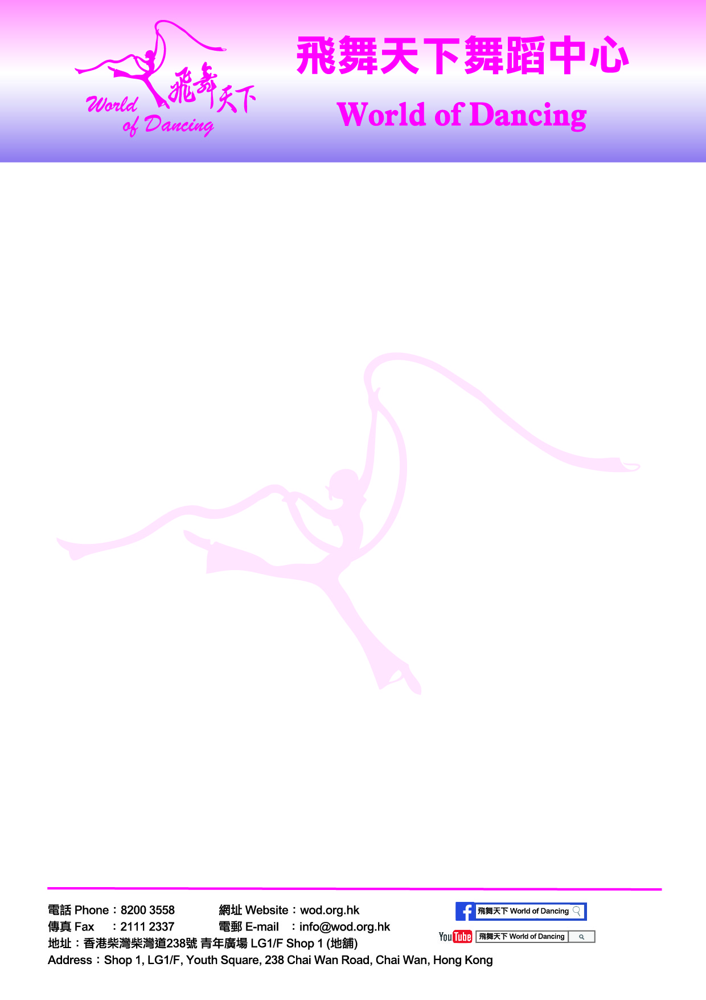 World
of Dancing
飛舞天下
飛舞天下舞蹈中心
World of Dancing
電話 Phone：8200 3558
網址 Website：wod.org.hk
傳真 Fax ：2111 2337
電郵 E-mail ：info@wod.org.hk
地址：香港柴灣柴灣道238號 青年廣場 LG1/F Shop 1 (地舖)
Address：Shop 1, LG1/F, Youth Square, 238 Chai Wan Road, Chai Wan, Hong Kong
f 飛舞天下 World of Dancing
YouTube 飛舞天下 World of Dancing